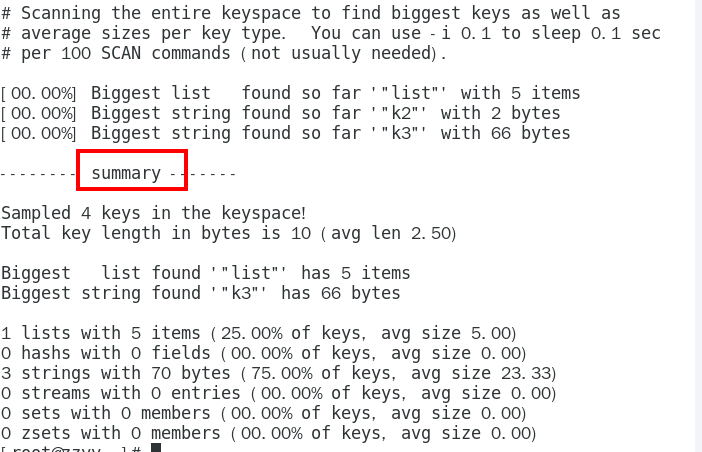 # Scanning the entire keyspace to find biggest keys as well as
# average sizes per key type.  You can use -i 0.1 to sleep 0.1 sec
# per 100 SCAN commands (not usually needed).
[00.00%] Biggest list   found so far '"list"' with 5 items
[00.00%] Biggest string found so far '"k2"' with 2 bytes
[00.00%] Biggest string found so far '"k3"' with 66 bytes
-------- summary -------
Sampled 4 keys in the keyspace!
Total key length in bytes is 10 (avg len 2.50)
Biggest   list found '"list"' has 5 items
Biggest string found '"k3"' has 66 bytes
1 lists with 5 items (25.00% of keys, avg size 5.00)
0 hashs with 0 fields (00.00% of keys, avg size 0.00)
3 strings with 70 bytes (75.00% of keys, avg size 23.33)
0 streams with 0 entries (00.00% of keys, avg size 0.00)
0 sets with 0 members (00.00% of keys, avg size 0.00)
0 zsets with 0 members (00.00% of keys, avg size 0.00)